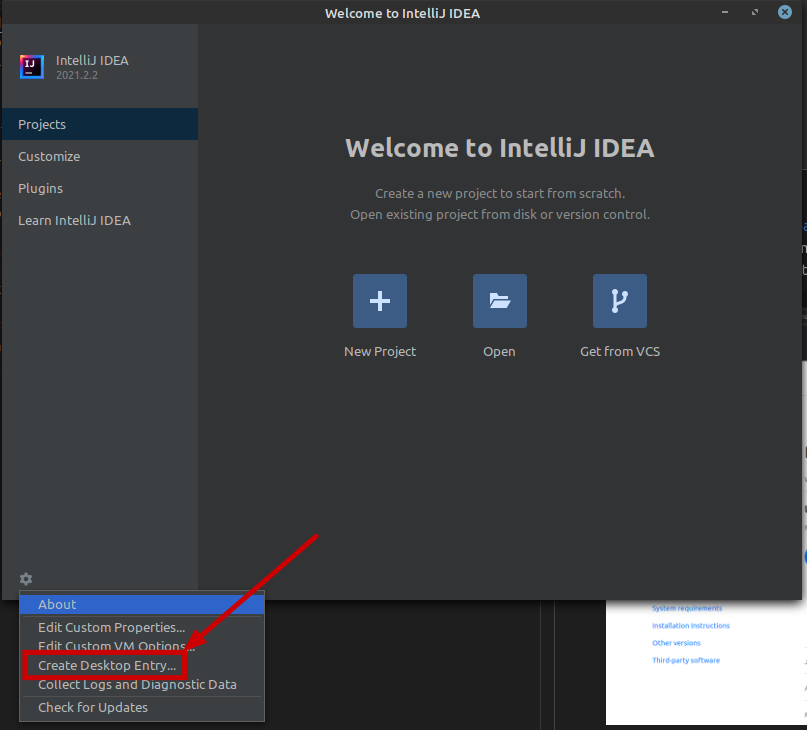 Welcome to IntelliJ IDEA
IntelliJ IDEA
2021.2.2
Projects
Customize
Plugins
Learn IntelliJ IDEA
Welcome to IntelliJ IDEA
Create a new project to start from scratch.
Open existing project from disk or version control.
New Project
Open
Get from VCS
About
Edit Custom Properties...
Edit Custom VM Options...
Create Desktop Entry...
Collect Logs and Diagnostic Data
Check for Updates
System requirements
Installation Instructions
Other versions
Third-party software